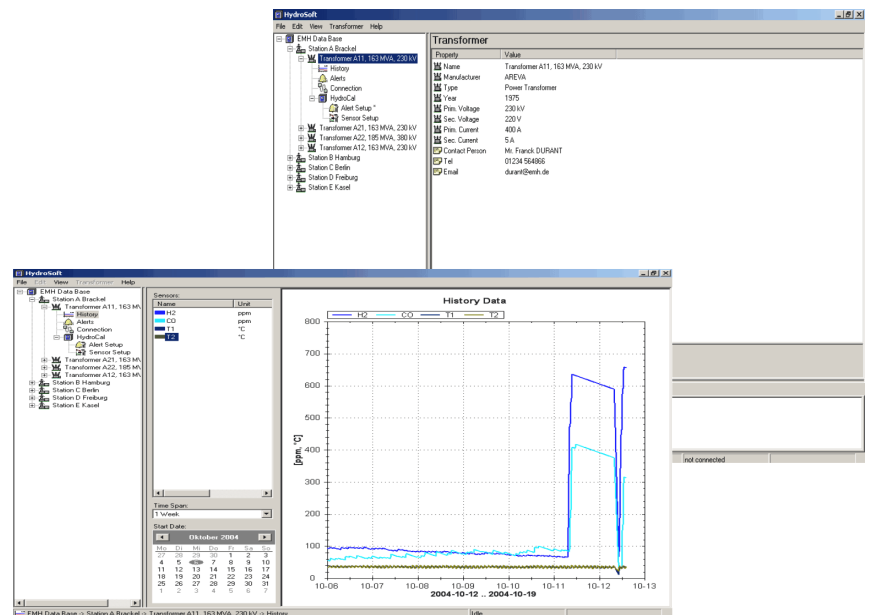 HydroSoft
File Edit View Transformer Help
EMH Data Base
Station A Brackel
Transformer A11, 163 MVA, 230 kV
History
Alerts
Connection
HydroCal
Alert Setup *
Sensor Setup
Transformer A21, 163 MVA, 230 kV
Transformer A22, 185 MVA, 380 kV
Transformer A12, 163 MVA, 230 kV
Station B Hamburg
Station C Berlin
Station D Freiburg
Station E Kasel
Transformer
Property Value
Name Transformer A11, 163 MVA, 230 kV
Manufacturer AREVA
Type Power Transformer
Year 1975
Prim. Voltage 230 kV
Sec. Voltage 220 V
Prim. Current 400 A
Sec. Current 5 A
Contact Person Mr. Franck DURANT
Tel 01234 564866
Email durant@emh.de
not connected
HydroSoft
File Edit View Transformer Help
EMH Data Base
Station A Brackel
Transformer A11, 163 M
History
Alerts
Connection
HydroCal
Alert Setup
Sensor Setup
Transformer A21, 163 M
Transformer A22, 185 M
Transformer A12, 163 M
Station B Hamburg
Station C Berlin
Station D Freiburg
Station E Kasel
Sensors:
Name Unit
H2 ppm
CO ppm
T1 °C
T2 °C
Time Span:
1 Week
Start Date:
Oktober 2004
Mo Di Mi Do Fr Sa So
27 28 29 30 1 2 3
4 5 7 8 9 10
11 12 13 14 15 16 17
18 19 20 21 22 23 24
25 26 27 28 29 30 31
1 2 3 4 5 6 7
History Data
H2 CO T1 T2
800
700
600
500
400
300
200
100
0
[ppm, °C]
10-06 10-07 10-08 10-09 10-10 10-11 10-12 10-13
2004-10-12 .. 2004-10-19
EMH Data Base -> Station A Brackel -> Transformer A11, 163 MVA, 230 kV -> History
Idle